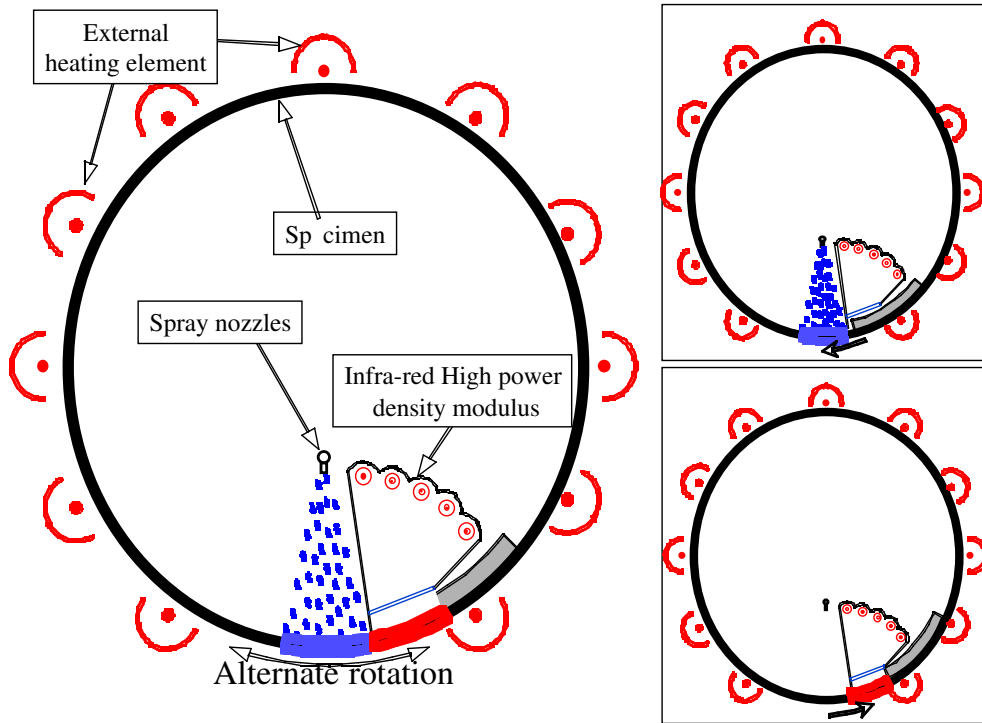 External
heating element
Sp cimen
Spray nozzles
Infra-red High power
density modulus
Alternate rotation